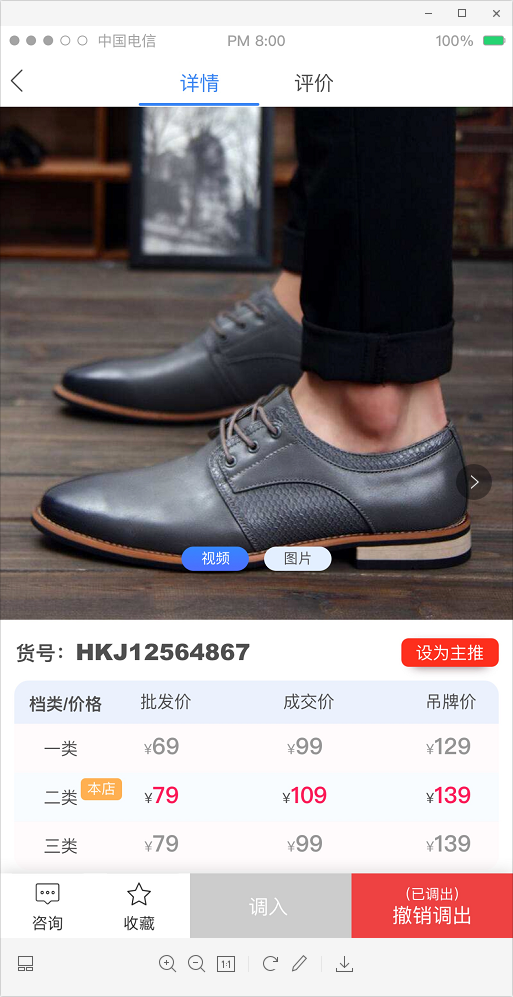 中国电信 PM 8:00 100%
详情 评价
视频 图片
货号：HKJ12564867 设为主推
档类/价格 批发价 成交价 吊牌价
一类 ¥69 ¥99 ¥129
二类 本店 ¥79 ¥109 ¥139
三类 ¥79 ¥99 ¥139
咨询 收藏 调入 （已调出）
撤销调出
1:1